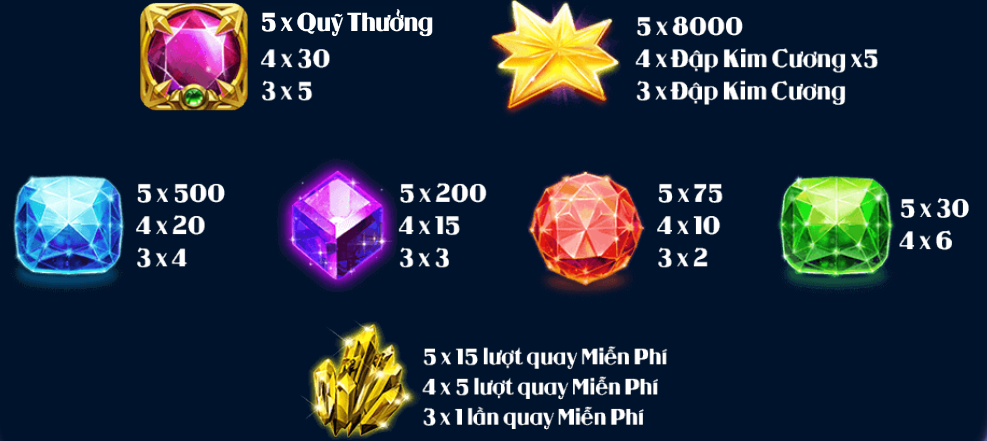 5 x Quỹ Thưởng
4 x 30
3 x 5
5 x 8000
4 x Đập Kim Cương x5
3 x Đập Kim Cương
5 x 500
4 x 20
3 x 4
5 x 200
4 x 15
3 x 3
5 x 75
4 x 10
3 x 2
5 x 30
4 x 6
5 x 15 lượt quay Miễn Phí
4 x 5 lượt quay Miễn Phí
3 x 1 lần quay Miễn Phí